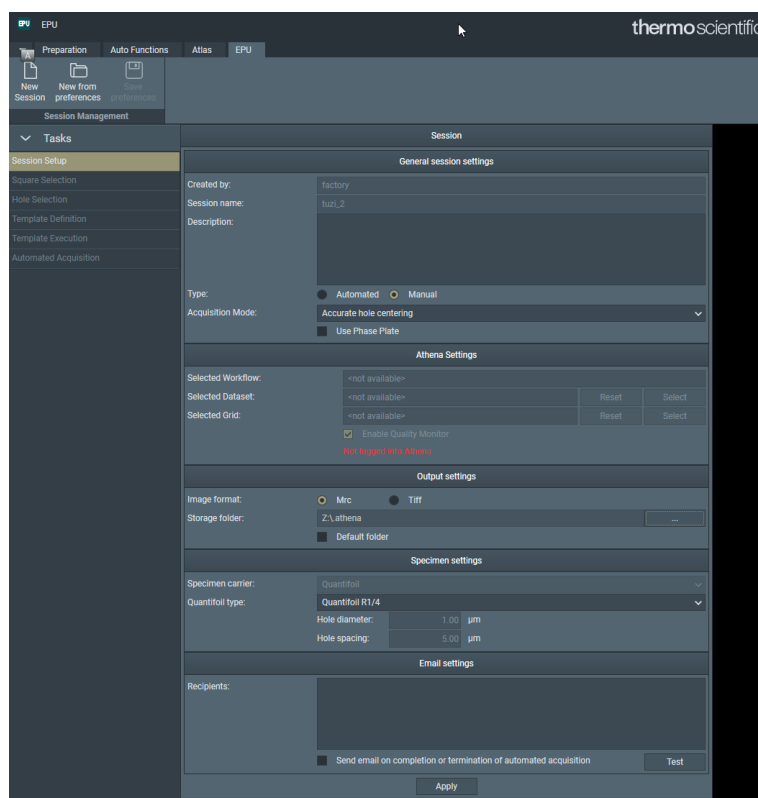 EPU EPU
thermoscientific
Preparation Auto Functions Atlas EPU
A
New Session New from preferences Save preferences
Session Management
Tasks
Session
Session Setup
Square Selection
Hole Selection
Template Definition
Template Execution
Automated Acquisition
General session settings
Created by: factory
Session name: tuzi_2
Description:
Type: Automated Manual
Acquisition Mode: Accurate hole centering
Use Phase Plate
Athena Settings
Selected Workflow: <not available>
Selected Dataset: <not available> Reset Select
Selected Grid: <not available> Reset Select
Enable Quality Monitor
Not logged into Athena
Output settings
Image format: Mrc Tiff
Storage folder: Z:\.athena ...
Default folder
Specimen settings
Specimen carrier: Quantifoil
Quantifoil type: Quantifoil R1/4
Hole diameter: 1.00 µm
Hole spacing: 5.00 µm
Email settings
Recipients:
Send email on completion or termination of automated acquisition Test
Apply